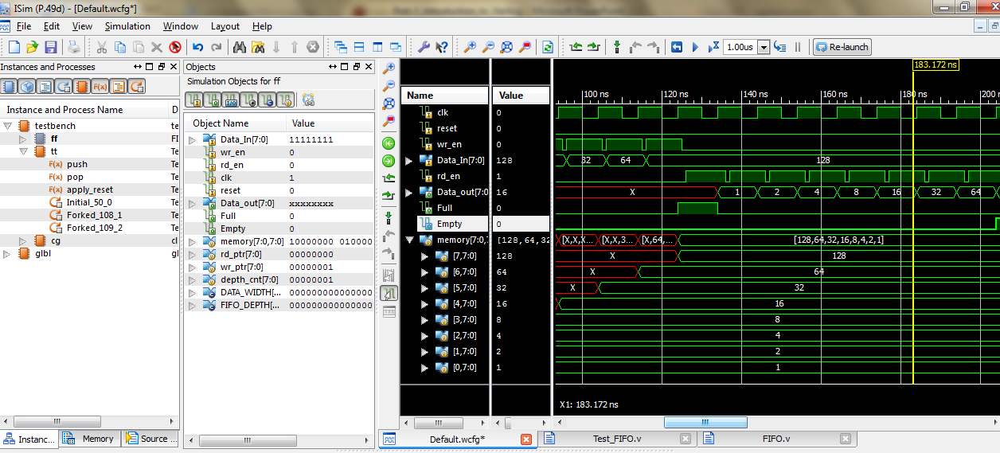 ISim (P.49d) - [Default.wcfg*]
File Edit View Simulation Window Layout Help
1.00us Re-launch
Instances and Processes
Instance and Process Name D
testbench te
ff FI
tt Te
F(x) push Te
F(x) pop Te
F(x) apply_reset Te
Initial_50_0 Te
Forked_108_1 Te
Forked_109_2 Te
cg cl
glbl gl
Instanc... Memory Source ...
Objects
Simulation Objects for ff
Object Name Value
Data_In[7:0] 11111111
wr_en 0
rd_en 0
clk 1
reset 0
Data_out[7:0] xxxxxxxx
Full 0
Empty 0
memory[7:0,7:0] 10000000 010000
rd_ptr[7:0] 00000000
wr_ptr[7:0] 00000001
depth_cnt[7:0] 00000001
DATA_WIDTH[... 000000000000000
FIFO_DEPTH[... 000000000000000
Name Value
clk 0
reset 0
wr_en 0
Data_In[7:0] 128
rd_en 1
Data_out[7:0 16
Full 0
Empty 0
memory[7:0,7: [128,64,32
[7,7:0] 128
[6,7:0] 64
[5,7:0] 32
[4,7:0] 16
[3,7:0] 8
[2,7:0] 4
[1,7:0] 2
[0,7:0] 1
183.172 ns
100 ns 120 ns 140 ns 160 ns 180 ns 200 n
32 64 128
X 1 2 4 8 16 32 64
[X,X,X... [X,X,3... [X,64,... [128,64,32,16,8,4,2,1]
X 128
X 64
X 32
16
8
4
2
1
X1: 183.172 ns
Default.wcfg* Test_FIFO.v FIFO.v